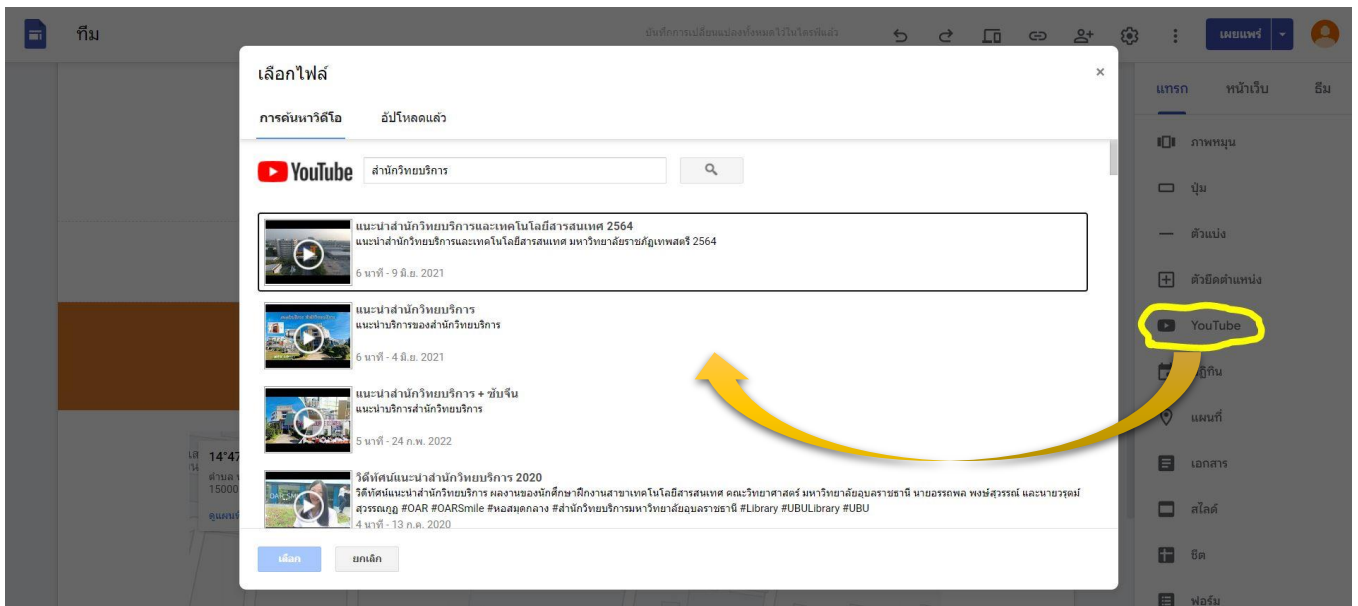 ทีม
บันทึกการเปลี่ยนแปลงทั้งหมดไว้ในไดรฟ์แล้ว
เผยแพร่
เลือกไฟล์
×
การค้นหาวิดีโอ
อัปโหลดแล้ว
YouTube
สำนักวิทยบริการ
แนะนำสำนักวิทยบริการและเทคโนโลยีสารสนเทศ 2564
แนะนำสำนักวิทยบริการและเทคโนโลยีสารสนเทศ มหาวิทยาลัยราชภัฏเทพสตรี 2564
6 นาที - 9 มิ.ย. 2021
แนะนำสำนักวิทยบริการ
แนะนำบริการของสำนักวิทยบริการ
6 นาที - 4 มิ.ย. 2021
แนะนำสำนักวิทยบริการ + ซับจีน
แนะนำบริการสำนักวิทยบริการ
5 นาที - 24 ก.พ. 2022
วิดีทัศน์แนะนำสำนักวิทยบริการ 2020
วิดีทัศน์แนะนำสำนักวิทยบริการ ผลงานของนักศึกษาฝึกงานสาขาเทคโนโลยีสารสนเทศ คณะวิทยาศาสตร์ มหาวิทยาลัยอุบลราชธานี นายอรรถพล พงษ์สุวรรณ์ และนายวรุตม์
สุวรรณกูฏ #OAR #OARSmile #หอสมุดกลาง #สำนักวิทยบริการมหาวิทยาลัยอุบลราชธานี #Library #UBULibrary #UBU
4 นาที - 13 ก.ค. 2020
เลือก
ยกเลิก
14°47
ตำบล
15000
แทรก
หน้าเว็บ
ธีม
ภาพหมุน
ปุ่ม
ตัวแบ่ง
ตัวยึดตำแหน่ง
YouTube
แผนที่
เอกสาร
สไลด์
ชีต
ฟอร์ม